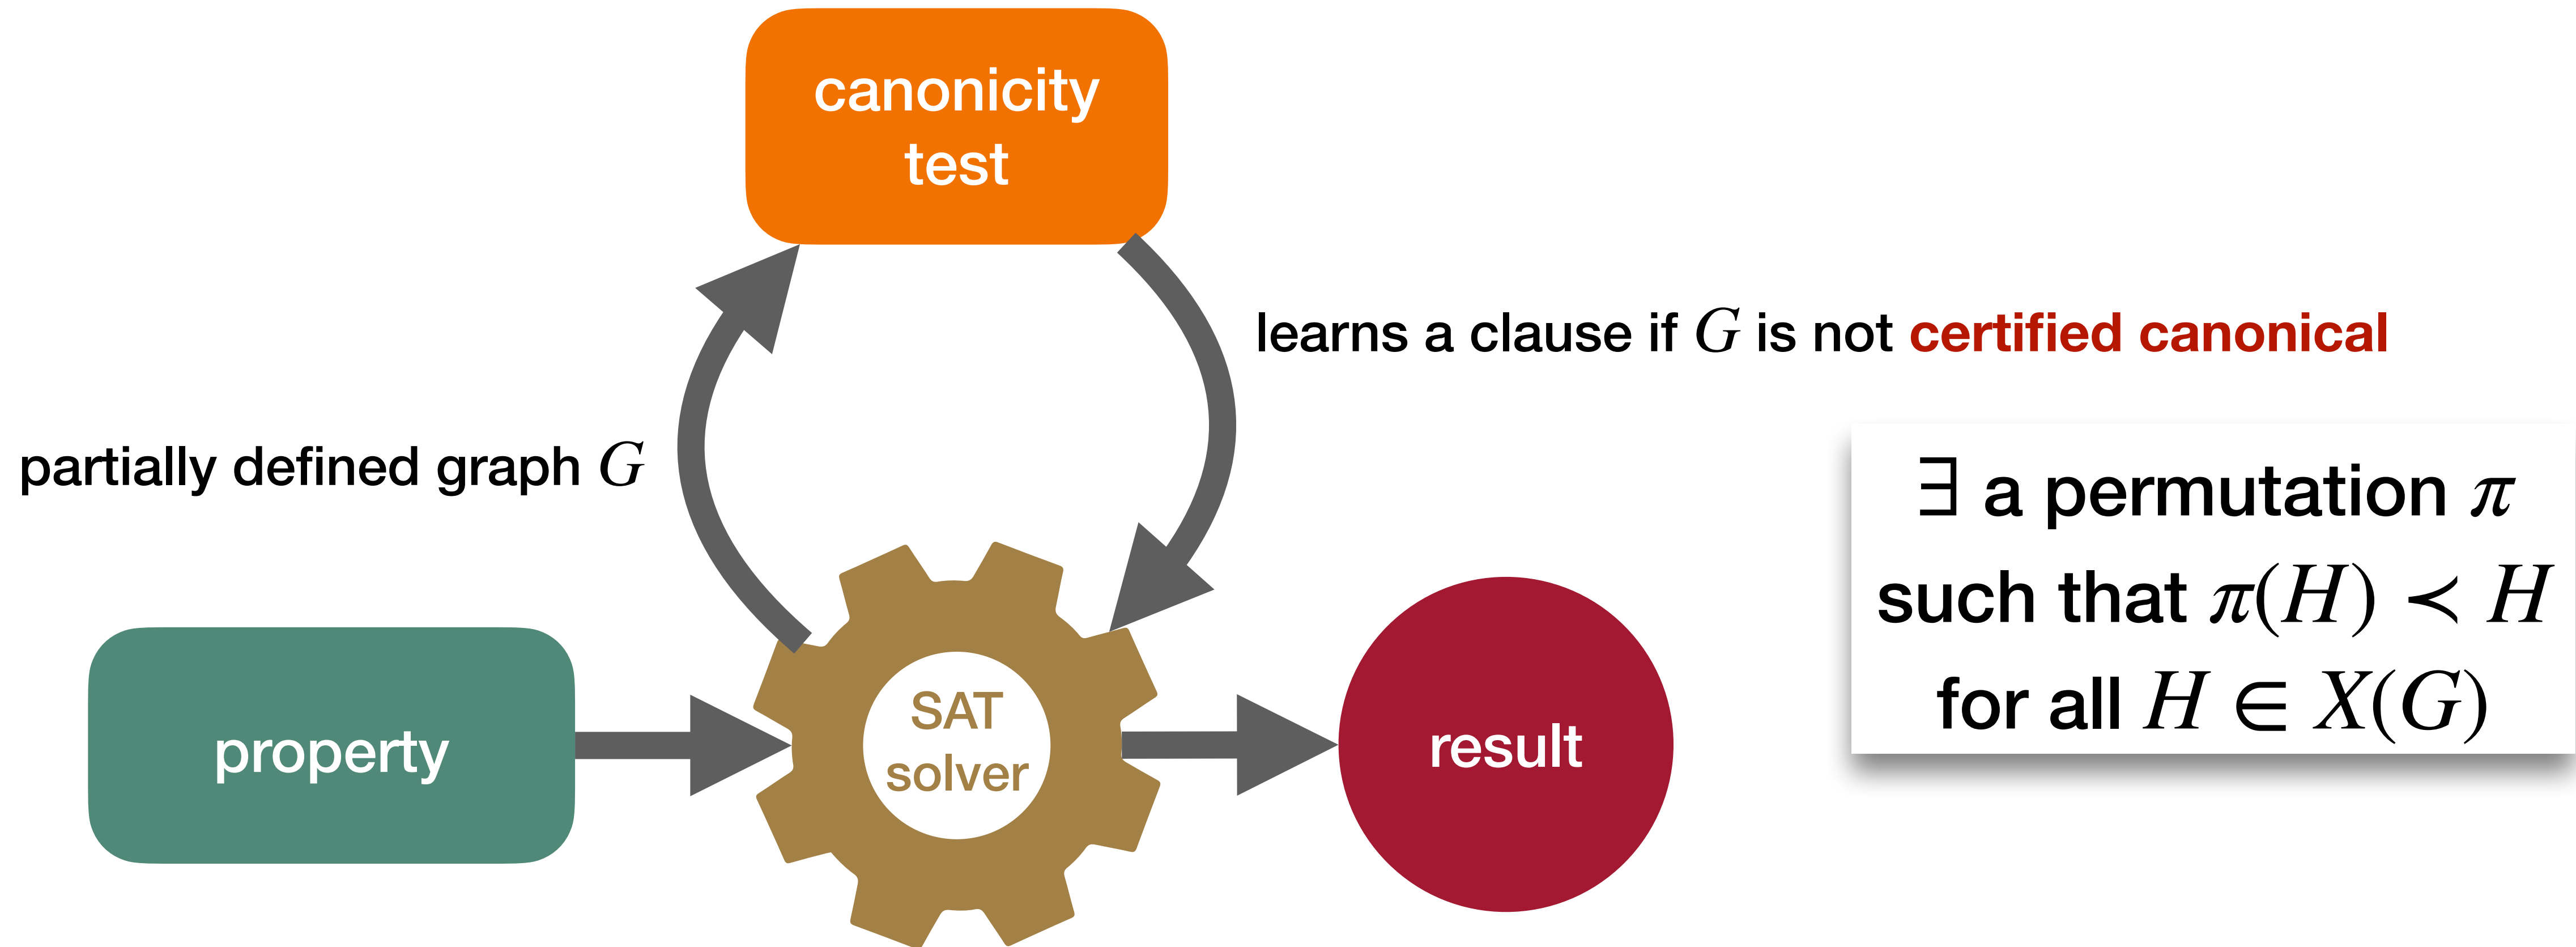 canonicity
test
learns a clause if G is not certified canonical
partially defined graph G
∃ a permutation π
such that π(H) ≺ H
for all H ∈ X(G)
property
SAT
solver
result